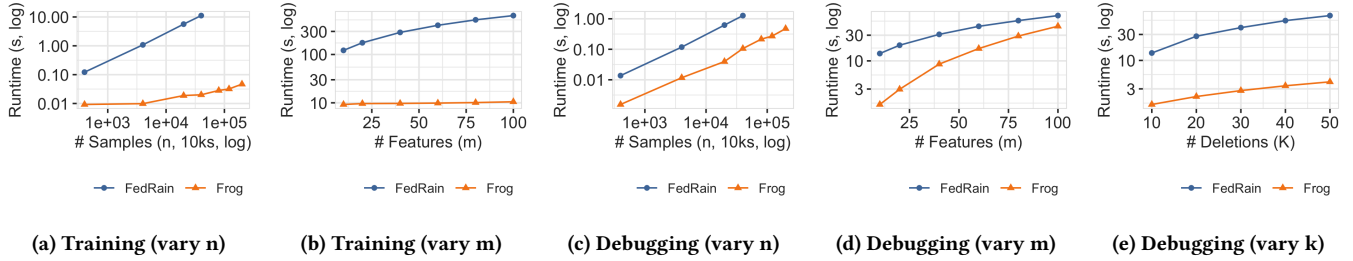 Runtime (s, log)
10.00
1.00
0.10
0.01
1e+03
1e+04
1e+05
# Samples (n, 10ks, log)
FedRain
Frog
(a) Training (vary n)
Runtime (s, log)
300
100
30
10
25
50
75
100
# Features (m)
FedRain
Frog
(b) Training (vary m)
Runtime (s, log)
1.00
0.10
0.01
1e+03
1e+04
1e+05
# Samples (n, 10ks, log)
FedRain
Frog
(c) Debugging (vary n)
Runtime (s, log)
30
10
3
25
50
75
100
# Features (m)
FedRain
Frog
(d) Debugging (vary m)
Runtime (s, log)
30
10
3
10
20
30
40
50
# Deletions (K)
FedRain
Frog
(e) Debugging (vary k)